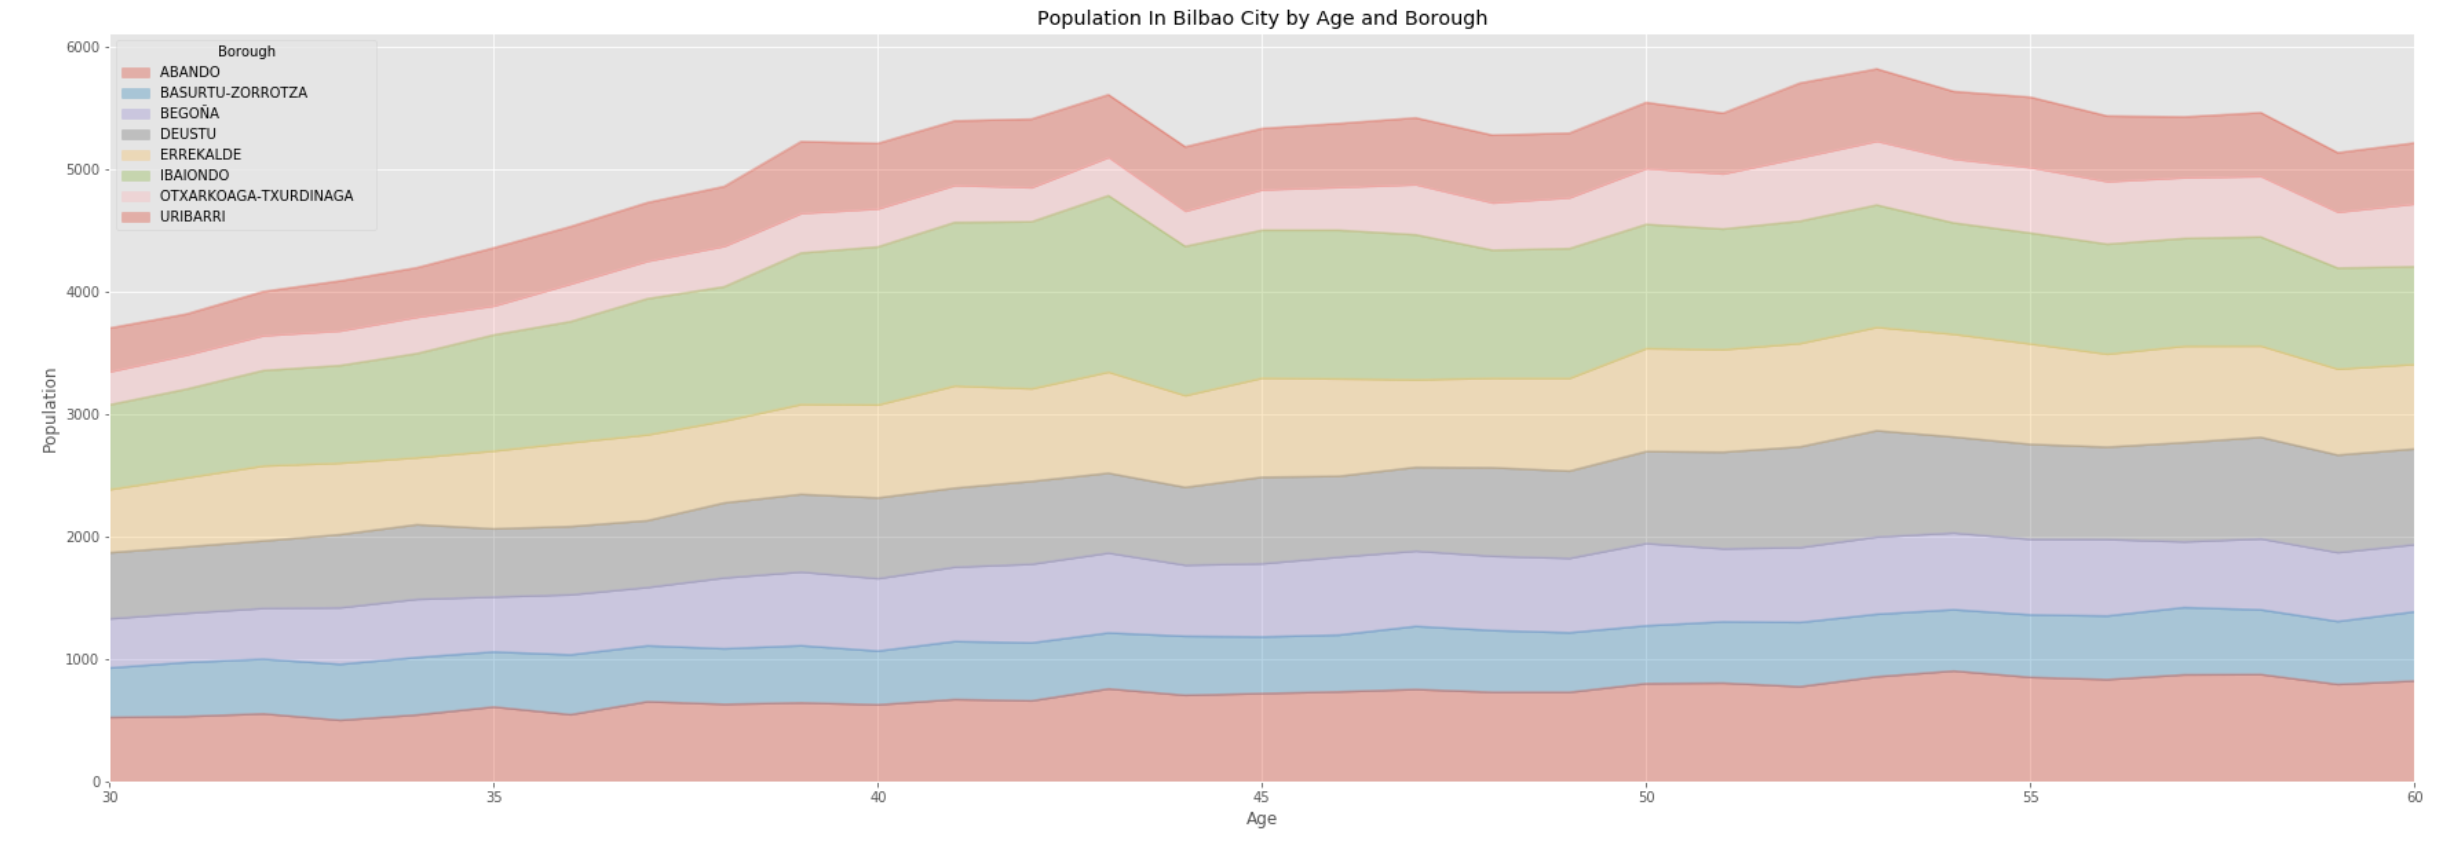 Population In Bilbao City by Age and Borough
Borough
ABANDO
BASURTU-ZORROTZA
BEGOÑA
DEUSTU
ERREKALDE
IBAIONDO
OTXARKOAGA-TXURDINAGA
URIBARRI
6000
5000
4000
3000
2000
1000
0
Population
30 35 40 45 50 55 60
Age